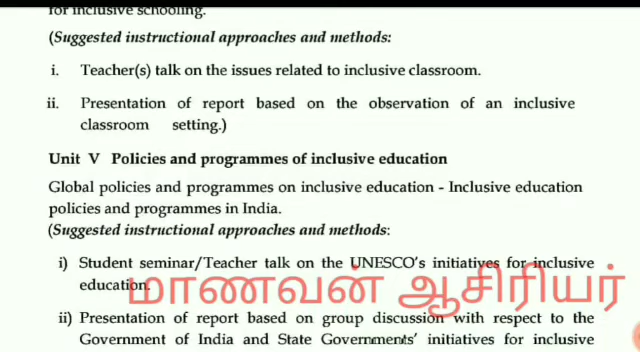 for inclusive schooling.
(Suggested instructional approaches and methods:
i. Teacher(s) talk on the issues related to inclusive classroom.
ii. Presentation of report based on the observation of an inclusive
classroom setting.)
Unit V Policies and programmes of inclusive education
Global policies and programmes on inclusive education - Inclusive education
policies and programmes in India.
(Suggested instructional approaches and methods:
i) Student seminar/Teacher talk on the UNESCO's initiatives for inclusive
education.
மாணவன் ஆசிரியர்
ii) Presentation of report based on group discussion with respect to the
Government of India and State Governments' initiatives for inclusive